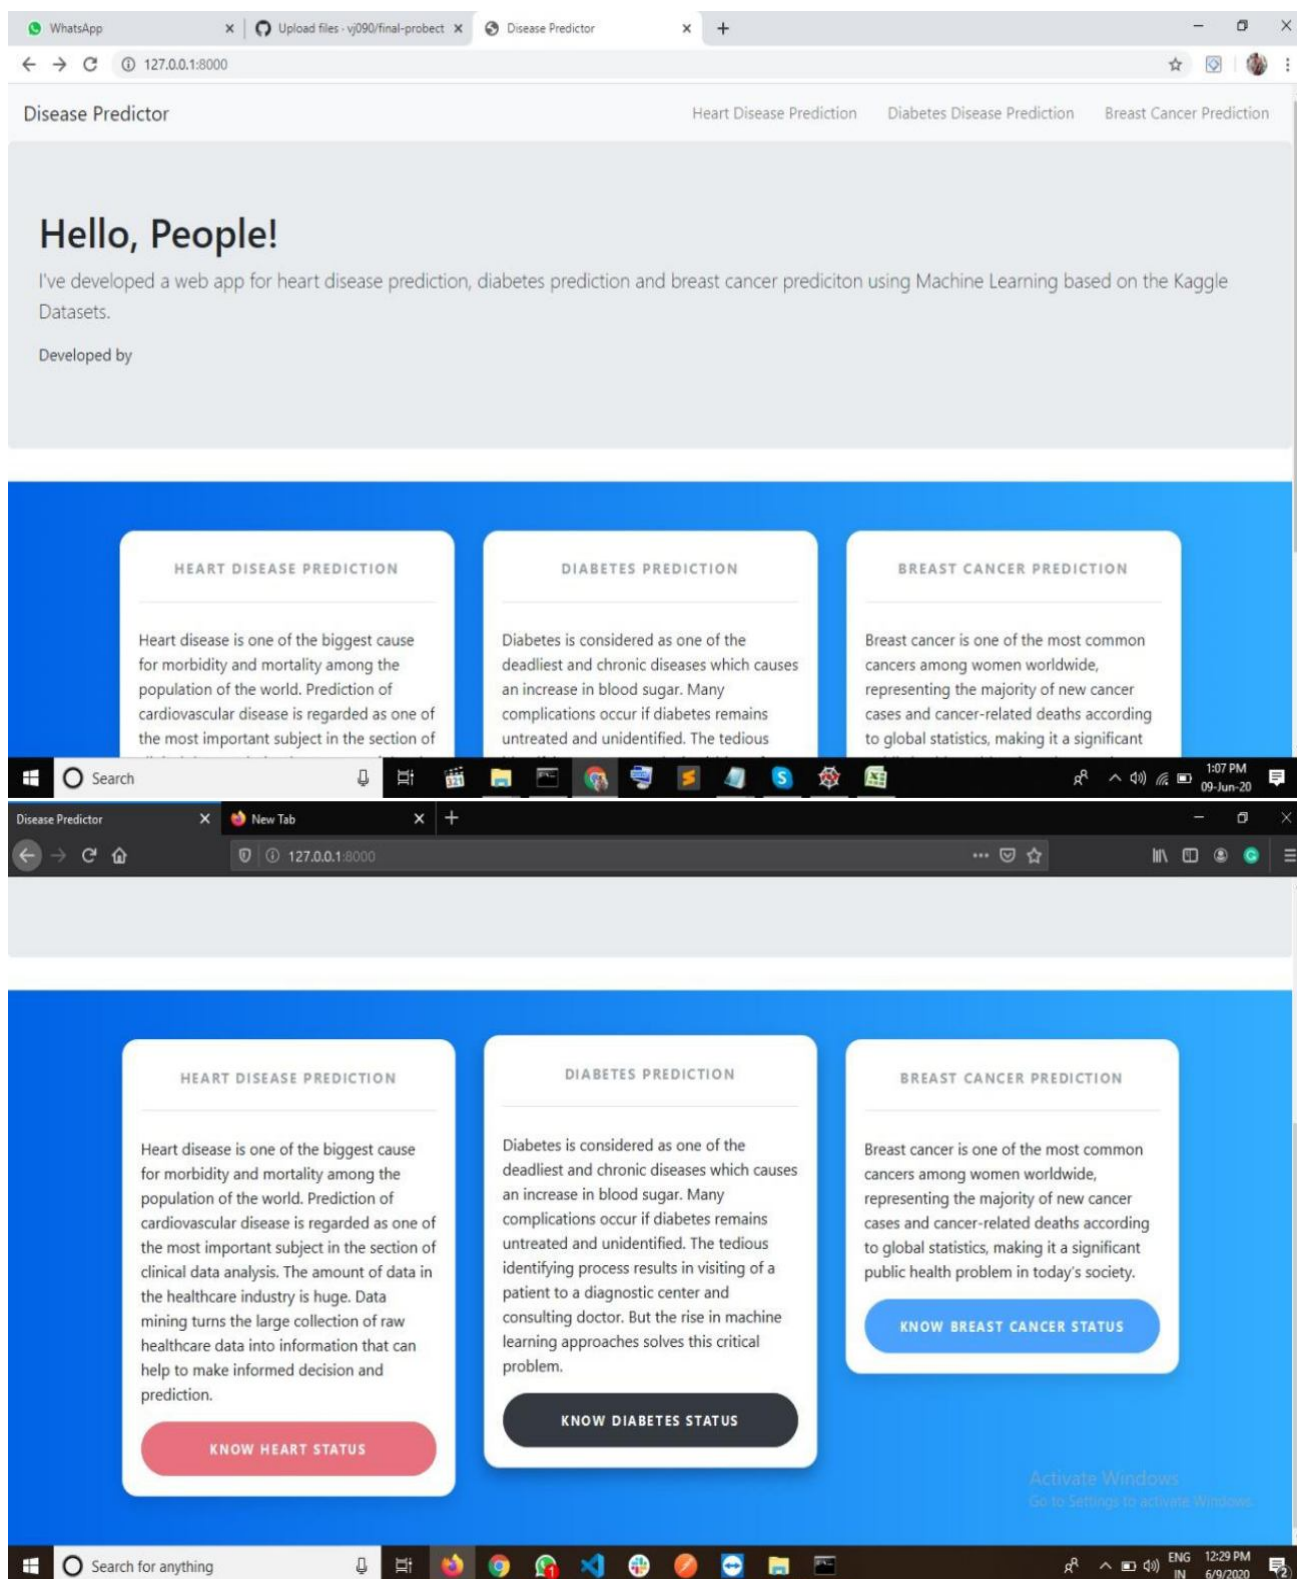 WhatsApp
Upload files · vj090/final-probect
Disease Predictor
127.0.0.1:8000
Disease Predictor
Heart Disease Prediction
Diabetes Disease Prediction
Breast Cancer Prediction
Hello, People!
I've developed a web app for heart disease prediction, diabetes prediction and breast cancer prediciton using Machine Learning based on the Kaggle
Datasets.
Developed by
HEART DISEASE PREDICTION
Heart disease is one of the biggest cause
for morbidity and mortality among the
population of the world. Prediction of
cardiovascular disease is regarded as one of
the most important subject in the section of
DIABETES PREDICTION
Diabetes is considered as one of the
deadliest and chronic diseases which causes
an increase in blood sugar. Many
complications occur if diabetes remains
untreated and unidentified. The tedious
BREAST CANCER PREDICTION
Breast cancer is one of the most common
cancers among women worldwide,
representing the majority of new cancer
cases and cancer-related deaths according
to global statistics, making it a significant
Search
1:07 PM
09-Jun-20
Disease Predictor
New Tab
127.0.0.1:8000
HEART DISEASE PREDICTION
Heart disease is one of the biggest cause
for morbidity and mortality among the
population of the world. Prediction of
cardiovascular disease is regarded as one of
the most important subject in the section of
clinical data analysis. The amount of data in
the healthcare industry is huge. Data
mining turns the large collection of raw
healthcare data into information that can
help to make informed decision and
prediction.
KNOW HEART STATUS
DIABETES PREDICTION
Diabetes is considered as one of the
deadliest and chronic diseases which causes
an increase in blood sugar. Many
complications occur if diabetes remains
untreated and unidentified. The tedious
identifying process results in visiting of a
patient to a diagnostic center and
consulting doctor. But the rise in machine
learning approaches solves this critical
problem.
KNOW DIABETES STATUS
BREAST CANCER PREDICTION
Breast cancer is one of the most common
cancers among women worldwide,
representing the majority of new cancer
cases and cancer-related deaths according
to global statistics, making it a significant
public health problem in today's society.
KNOW BREAST CANCER STATUS
Activate Windows
Go to Settings to activate Windows.
Search for anything
ENG
IN
12:29 PM
6/9/2020